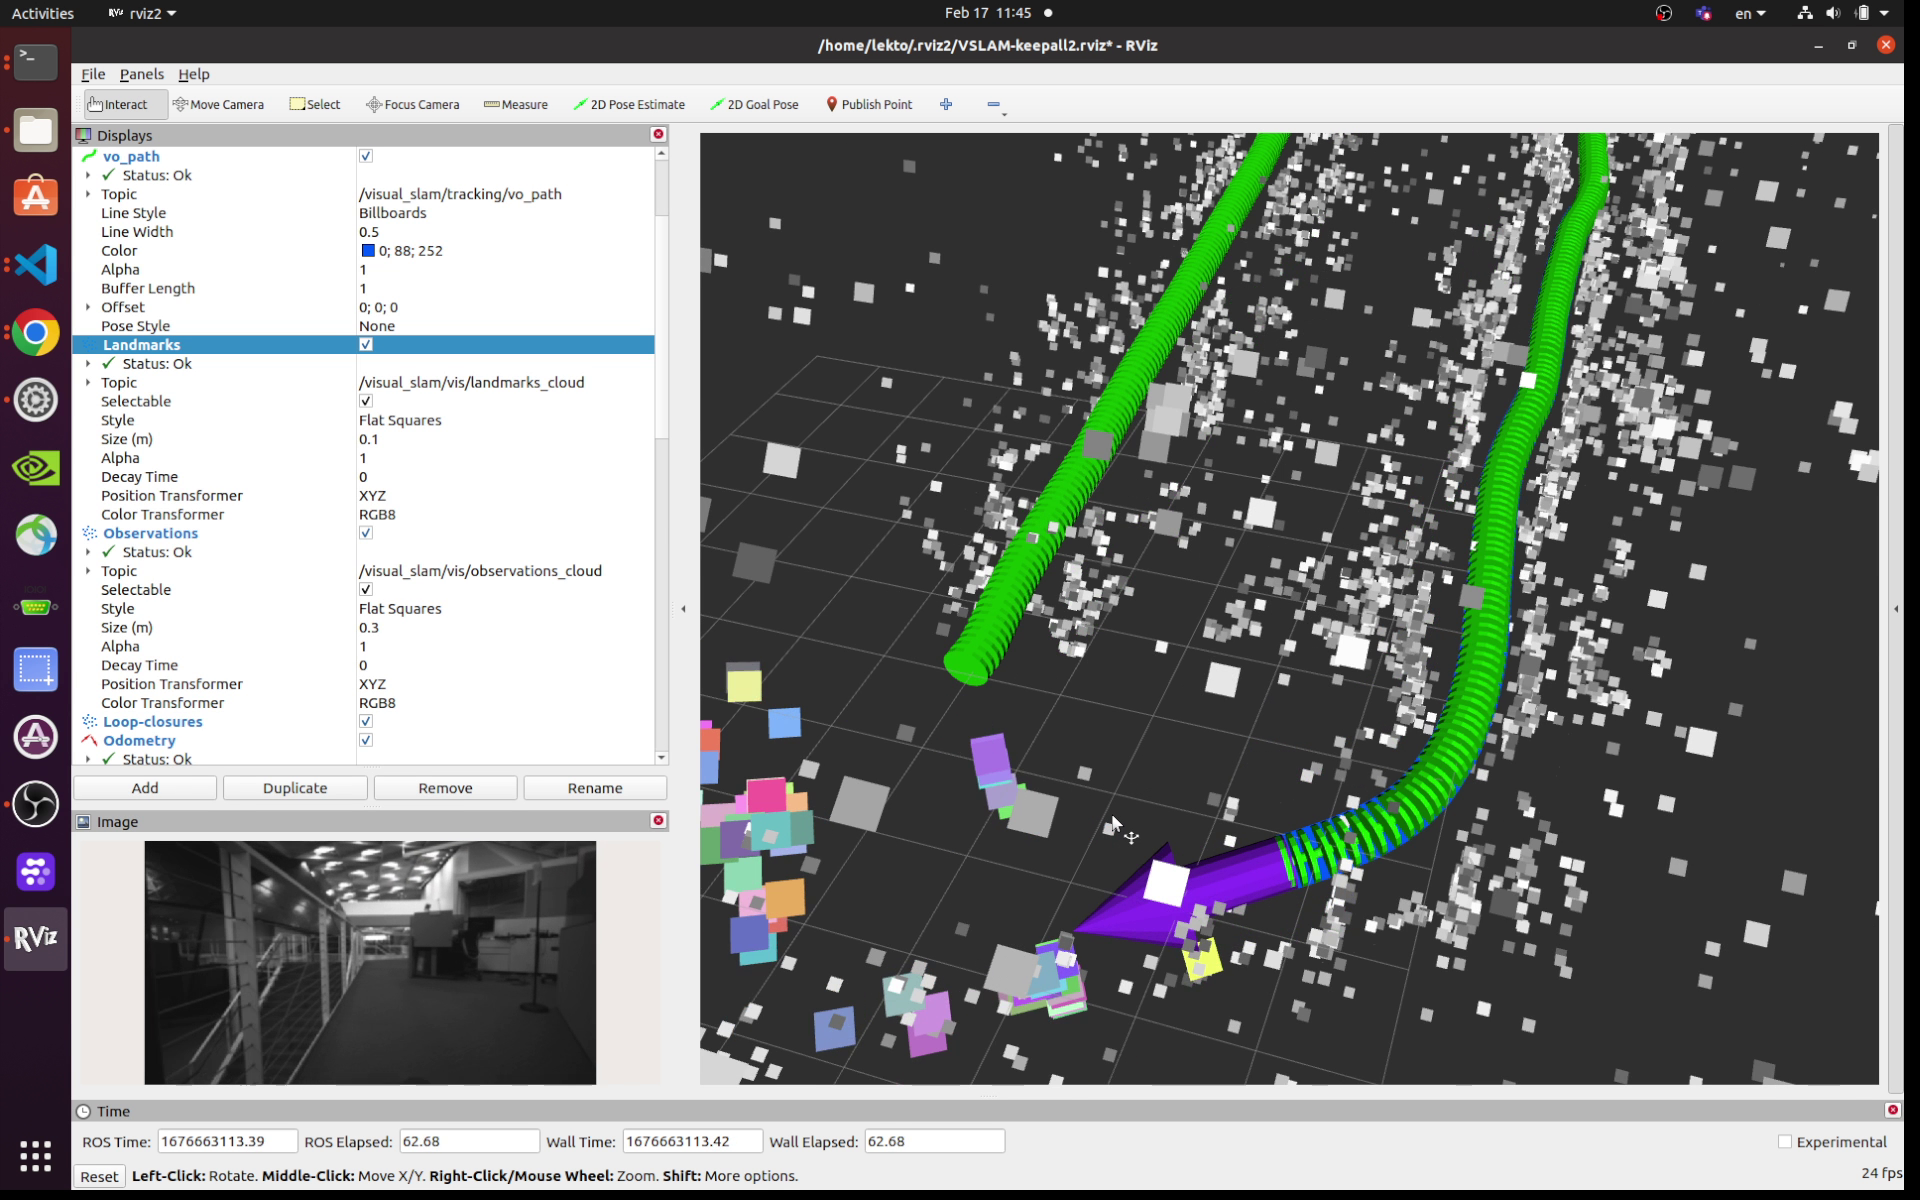 Activities
RViz rviz2
Feb 17 11:45
en
/home/lekto/.rviz2/VSLAM-keepall2.rviz* - RViz
File Panels Help
Interact Move Camera Select Focus Camera Measure 2D Pose Estimate 2D Goal Pose Publish Point
Displays
vo_path
Status: Ok
Topic /visual_slam/tracking/vo_path
Line Style Billboards
Line Width 0.5
Color 0; 88; 252
Alpha 1
Buffer Length 1
Offset 0; 0; 0
Pose Style None
Landmarks
Status: Ok
Topic /visual_slam/vis/landmarks_cloud
Selectable
Style Flat Squares
Size (m) 0.1
Alpha 1
Decay Time 0
Position Transformer XYZ
Color Transformer RGB8
Observations
Status: Ok
Topic /visual_slam/vis/observations_cloud
Selectable
Style Flat Squares
Size (m) 0.3
Alpha 1
Decay Time 0
Position Transformer XYZ
Color Transformer RGB8
Loop-closures
Odometry
Status: Ok
Add Duplicate Remove Rename
Image
RViz
Time
ROS Time: 1676663113.39 ROS Elapsed: 62.68 Wall Time: 1676663113.42 Wall Elapsed: 62.68 Experimental
Reset Left-Click: Rotate. Middle-Click: Move X/Y. Right-Click/Mouse Wheel: Zoom. Shift: More options. 24 fps